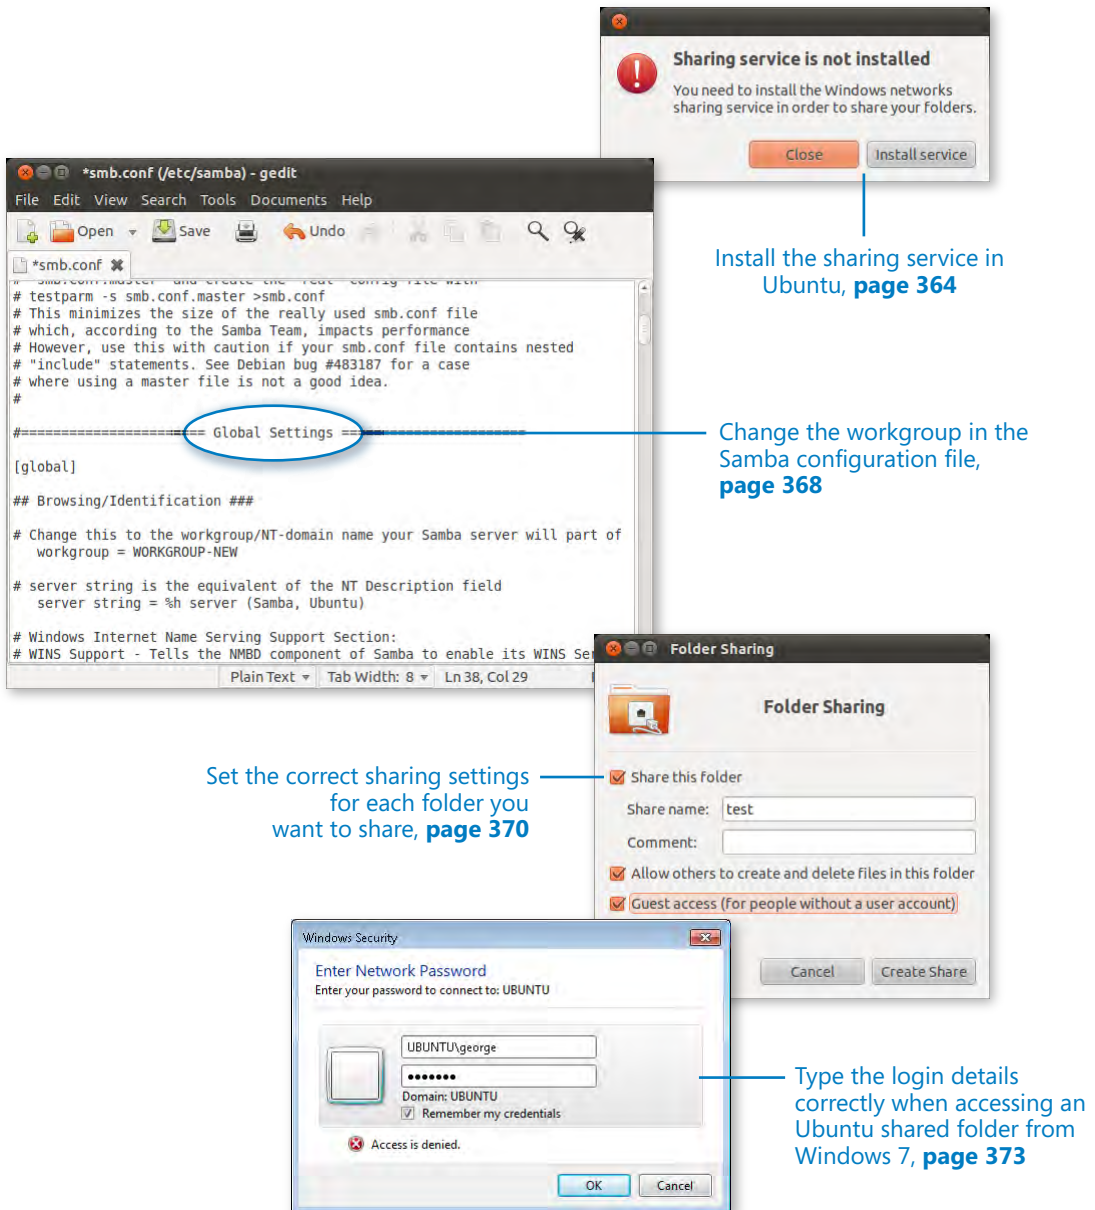 Sharing service is not installed
You need to install the Windows networks
sharing service in order to share your folders.
Close
Install service
Install the sharing service in
Ubuntu, page 364
*smb.conf (/etc/samba) - gedit
File Edit View Search Tools Documents Help
Open Save Undo
*smb.conf
# "smb.conf.master" and create the "real" config file with
# testparm -s smb.conf.master >smb.conf
# This minimizes the size of the really used smb.conf file
# which, according to the Samba Team, impacts performance
# However, use this with caution if your smb.conf file contains nested
# "include" statements. See Debian bug #483187 for a case
# where using a master file is not a good idea.
#
#======================= Global Settings =======================
[global]
## Browsing/Identification ###
# Change this to the workgroup/NT-domain name your Samba server will part of
workgroup = WORKGROUP-NEW
# server string is the equivalent of the NT Description field
server string = %h server (Samba, Ubuntu)
# Windows Internet Name Serving Support Section:
# WINS Support - Tells the NMBD component of Samba to enable its WINS Se
Plain Text Tab Width: 8 Ln 38, Col 29
Change the workgroup in the
Samba configuration file,
page 368
Folder Sharing
Folder Sharing
Share this folder
Share name: test
Comment:
Allow others to create and delete files in this folder
Guest access (for people without a user account)
Cancel
Create Share
Set the correct sharing settings
for each folder you
want to share, page 370
Windows Security
Enter Network Password
Enter your password to connect to: UBUNTU
UBUNTU\george
•••••••
Domain: UBUNTU
Remember my credentials
Access is denied.
OK
Cancel
Type the login details
correctly when accessing an
Ubuntu shared folder from
Windows 7, page 373